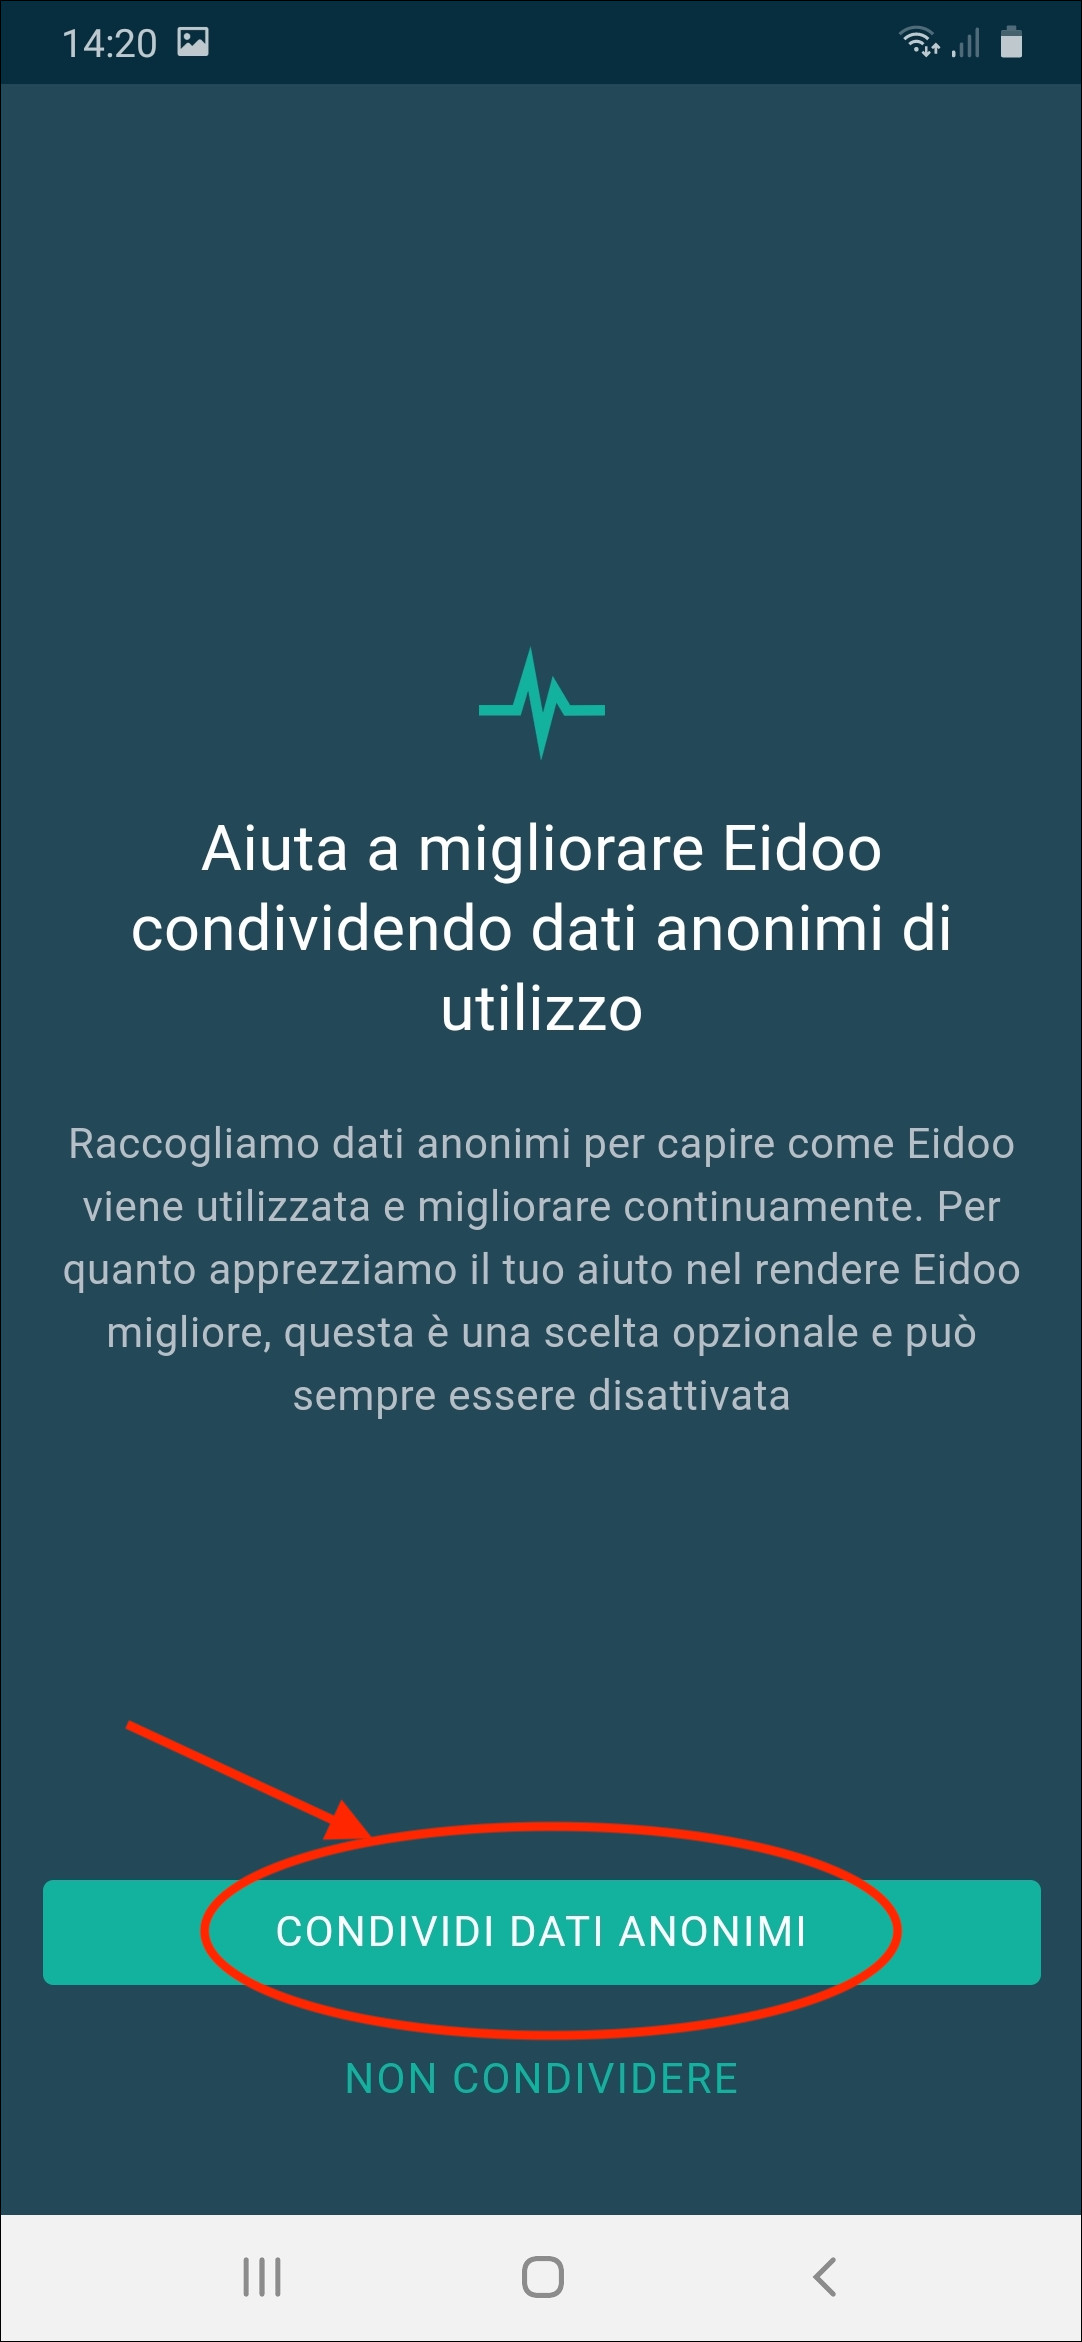 14:20
Aiuta a migliorare Eidoo
condividendo dati anonimi di
utilizzo
Raccogliamo dati anonimi per capire come Eidoo
viene utilizzata e migliorare continuamente. Per
quanto apprezziamo il tuo aiuto nel rendere Eidoo
migliore, questa è una scelta opzionale e può
sempre essere disattivata
CONDIVIDI DATI ANONIMI
NON CONDIVIDERE